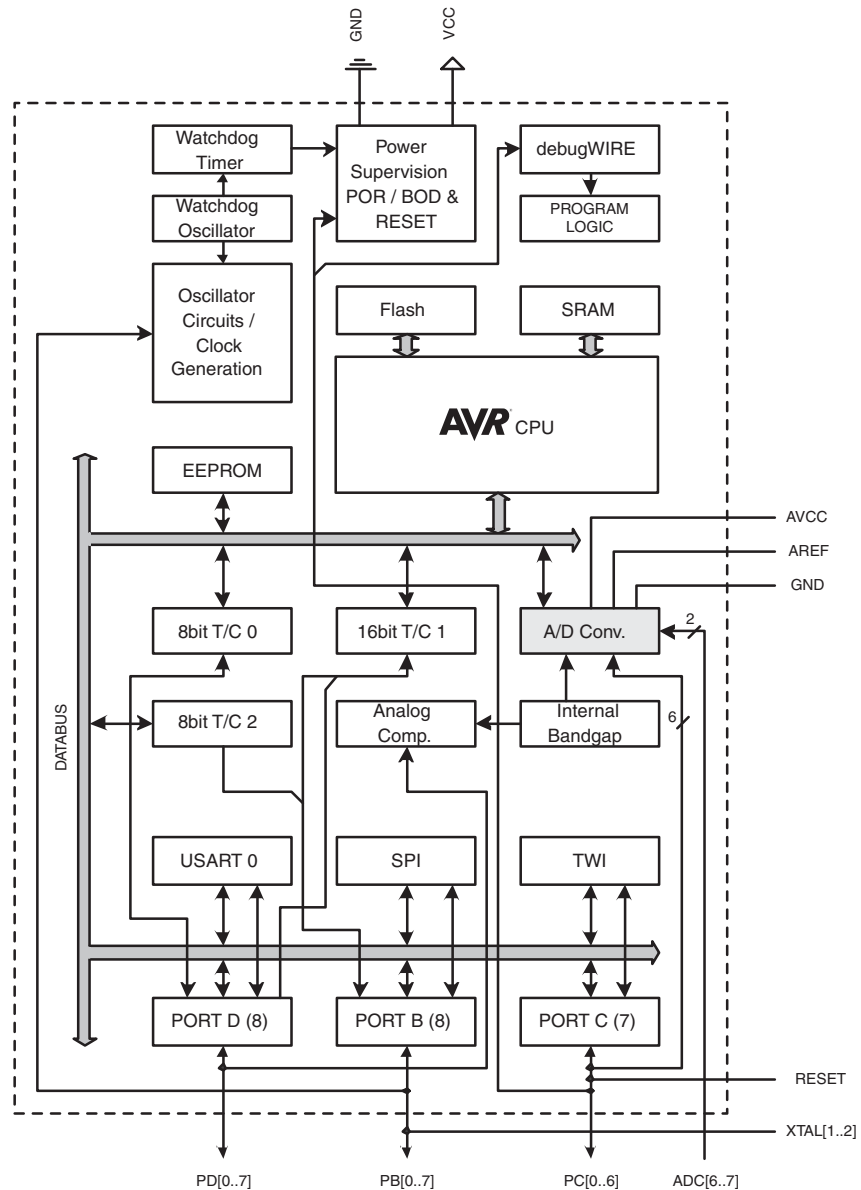 GND
VCC
Watchdog
Timer
Power
Supervision
POR / BOD &
RESET
debugWIRE
Watchdog
Oscillator
PROGRAM
LOGIC
Oscillator
Circuits /
Clock
Generation
Flash
SRAM
AVR CPU
EEPROM
AVCC
AREF
GND
8bit T/C 0
16bit T/C 1
A/D Conv.
2
8bit T/C 2
Analog
Comp.
Internal
Bandgap
6
DATABUS
USART 0
SPI
TWI
PORT D (8)
PORT B (8)
PORT C (7)
RESET
XTAL[1..2]
PD[0..7]
PB[0..7]
PC[0..6]
ADC[6..7]